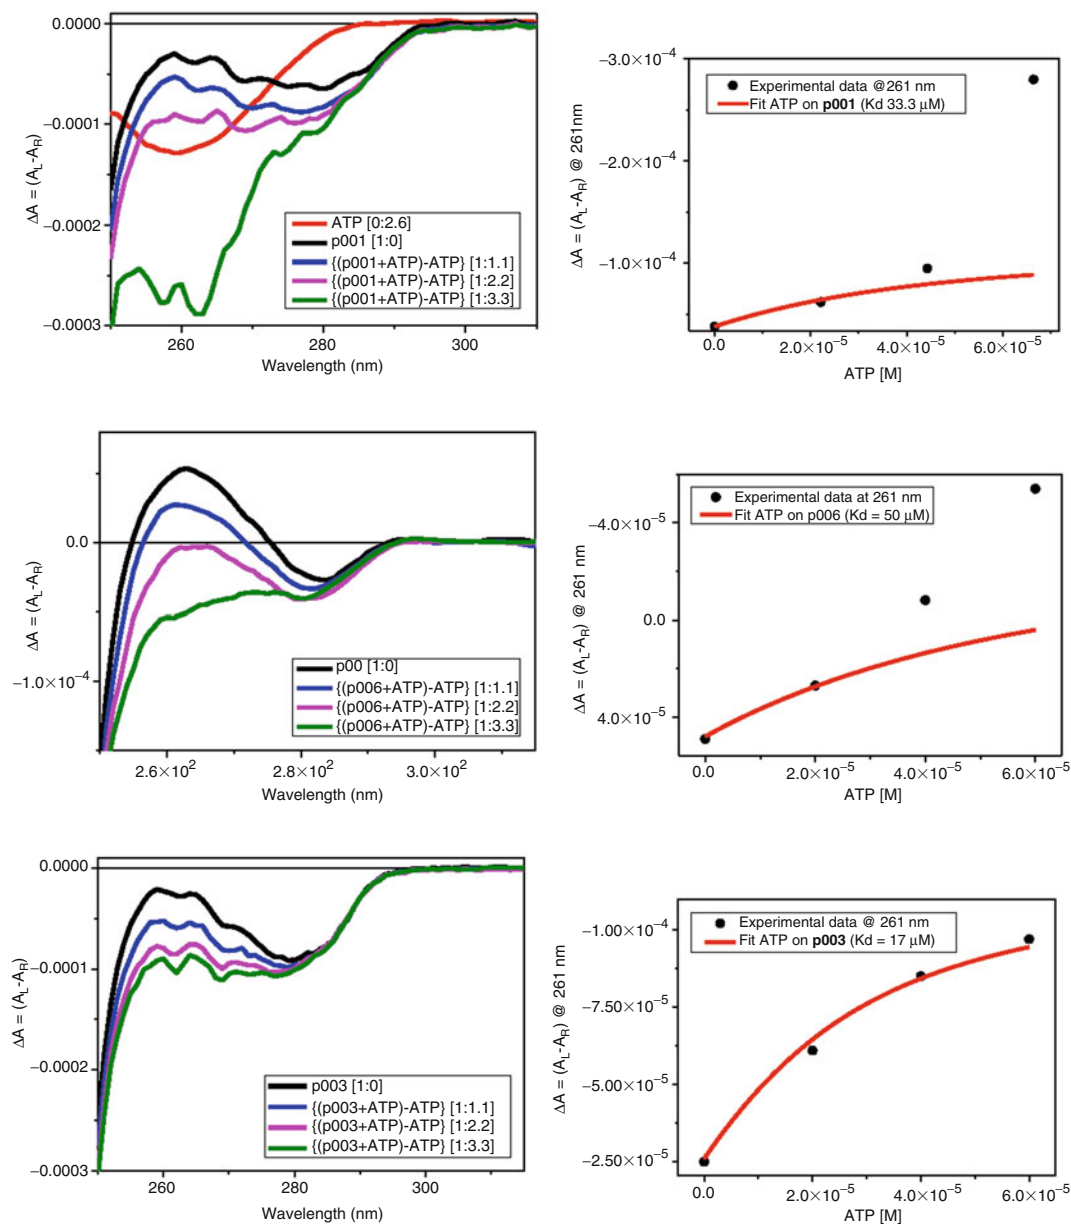 0.0000
−0.0001
−0.0002
−0.0003
ΔA = (A_L-A_R)
ATP [0:2.6]
p001 [1:0]
{(p001+ATP)-ATP} [1:1.1]
{(p001+ATP)-ATP} [1:2.2]
{(p001+ATP)-ATP} [1:3.3]
260
280
300
Wavelength (nm)
−3.0×10⁻⁴
−2.0×10⁻⁴
−1.0×10⁻⁴
ΔA = (A_L-A_R) @ 261nm
Experimental data @261 nm
Fit ATP on p001 (Kd 33.3 μM)
0.0
2.0×10⁻⁵
4.0×10⁻⁵
6.0×10⁻⁵
ATP [M]
0.0
−1.0×10⁻⁴
ΔA = (A_L-A_R)
p00 [1:0]
{(p006+ATP)-ATP} [1:1.1]
{(p006+ATP)-ATP} [1:2.2]
{(p006+ATP)-ATP} [1:3.3]
2.6×10²
2.8×10²
3.0×10²
Wavelength (nm)
−4.0×10⁻⁵
0.0
4.0×10⁻⁵
ΔA = (A_L-A_R) @ 261 nm
Experimental data at 261 nm
Fit ATP on p006 (Kd = 50 μM)
0.0
2.0×10⁻⁵
4.0×10⁻⁵
6.0×10⁻⁵
ATP [M]
0.0000
−0.0001
−0.0002
−0.0003
ΔA = (A_L-A_R)
p003 [1:0]
{(p003+ATP)-ATP} [1:1.1]
{(p003+ATP)-ATP} [1:2.2]
{(p003+ATP)-ATP} [1:3.3]
260
280
300
Wavelength (nm)
−1.00×10⁻⁴
−7.50×10⁻⁵
−5.00×10⁻⁵
−2.50×10⁻⁵
ΔA = (A_L-A_R) @ 261 nm
Experimental data @ 261 nm
Fit ATP on p003 (Kd = 17 μM)
0.0
2.0×10⁻⁵
4.0×10⁻⁵
6.0×10⁻⁵
ATP [M]